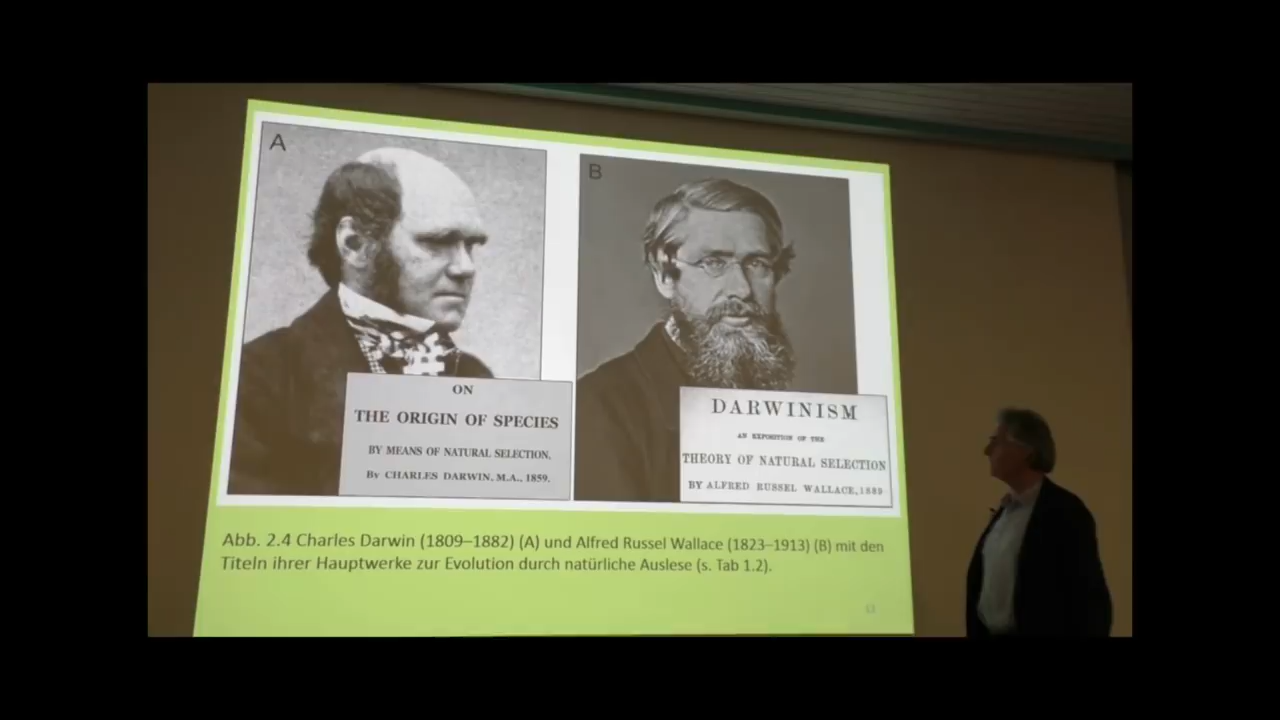 A
B
ON
THE ORIGIN OF SPECIES
BY MEANS OF NATURAL SELECTION,
By CHARLES DARWIN, M.A., 1859.
DARWINISM
AN EXPOSITION OF THE
THEORY OF NATURAL SELECTION
BY ALFRED RUSSEL WALLACE, 1889
Abb. 2.4 Charles Darwin (1809–1882) (A) und Alfred Russel Wallace (1823–1913) (B) mit den
Titeln ihrer Hauptwerke zur Evolution durch natürliche Auslese (s. Tab 1.2).